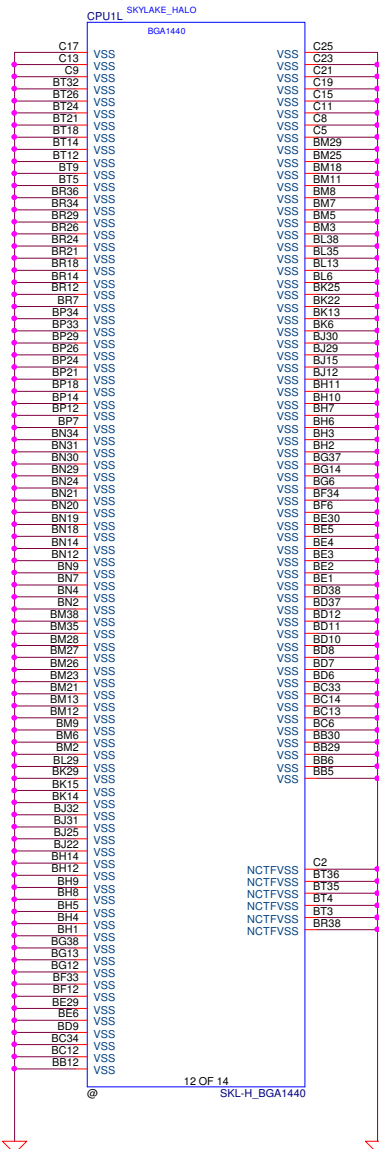 CPU1L SKYLAKE_HALO
BGA1440
C17 VSS VSS C25
C13 VSS VSS C23
C9 VSS VSS C21
BT32 VSS VSS C19
BT26 VSS VSS C15
BT24 VSS VSS C11
BT21 VSS VSS C8
BT18 VSS VSS C5
BT14 VSS VSS BM29
BT12 VSS VSS BM25
BT9 VSS VSS BM18
BT5 VSS VSS BM11
BR36 VSS VSS BM8
BR34 VSS VSS BM7
BR29 VSS VSS BM5
BR26 VSS VSS BM3
BR24 VSS VSS BL38
BR21 VSS VSS BL35
BR18 VSS VSS BL13
BR14 VSS VSS BL6
BR12 VSS VSS BK25
BR7 VSS VSS BK22
BP34 VSS VSS BK13
BP33 VSS VSS BK6
BP29 VSS VSS BJ30
BP26 VSS VSS BJ29
BP24 VSS VSS BJ15
BP21 VSS VSS BJ12
BP18 VSS VSS BH11
BP14 VSS VSS BH10
BP12 VSS VSS BH7
BP7 VSS VSS BH6
BN34 VSS VSS BH3
BN31 VSS VSS BH2
BN30 VSS VSS BG37
BN29 VSS VSS BG14
BN24 VSS VSS BG6
BN21 VSS VSS BF34
BN20 VSS VSS BF6
BN19 VSS VSS BE30
BN18 VSS VSS BE5
BN14 VSS VSS BE4
BN12 VSS VSS BE3
BN9 VSS VSS BE2
BN7 VSS VSS BE1
BN4 VSS VSS BD38
BN2 VSS VSS BD37
BM38 VSS VSS BD12
BM35 VSS VSS BD11
BM28 VSS VSS BD10
BM27 VSS VSS BD8
BM26 VSS VSS BD7
BM23 VSS VSS BD6
BM21 VSS VSS BC33
BM13 VSS VSS BC14
BM12 VSS VSS BC13
BM9 VSS VSS BC6
BM6 VSS VSS BB30
BM2 VSS VSS BB29
BL29 VSS VSS BB6
BK29 VSS VSS BB5
BK15 VSS
BK14 VSS
BJ32 VSS
BJ31 VSS
BJ25 VSS
BJ22 VSS
BH14 VSS NCTFVSS C2
BH12 VSS NCTFVSS BT36
BH9 VSS NCTFVSS BT35
BH8 VSS NCTFVSS BT4
BH5 VSS NCTFVSS BT3
BH4 VSS NCTFVSS BR38
BH1 VSS
BG38 VSS
BG13 VSS
BG12 VSS
BF33 VSS
BF12 VSS
BE29 VSS
BE6 VSS
BD9 VSS
BC34 VSS
BC12 VSS
BB12 VSS
12 OF 14
@ SKL-H_BGA1440